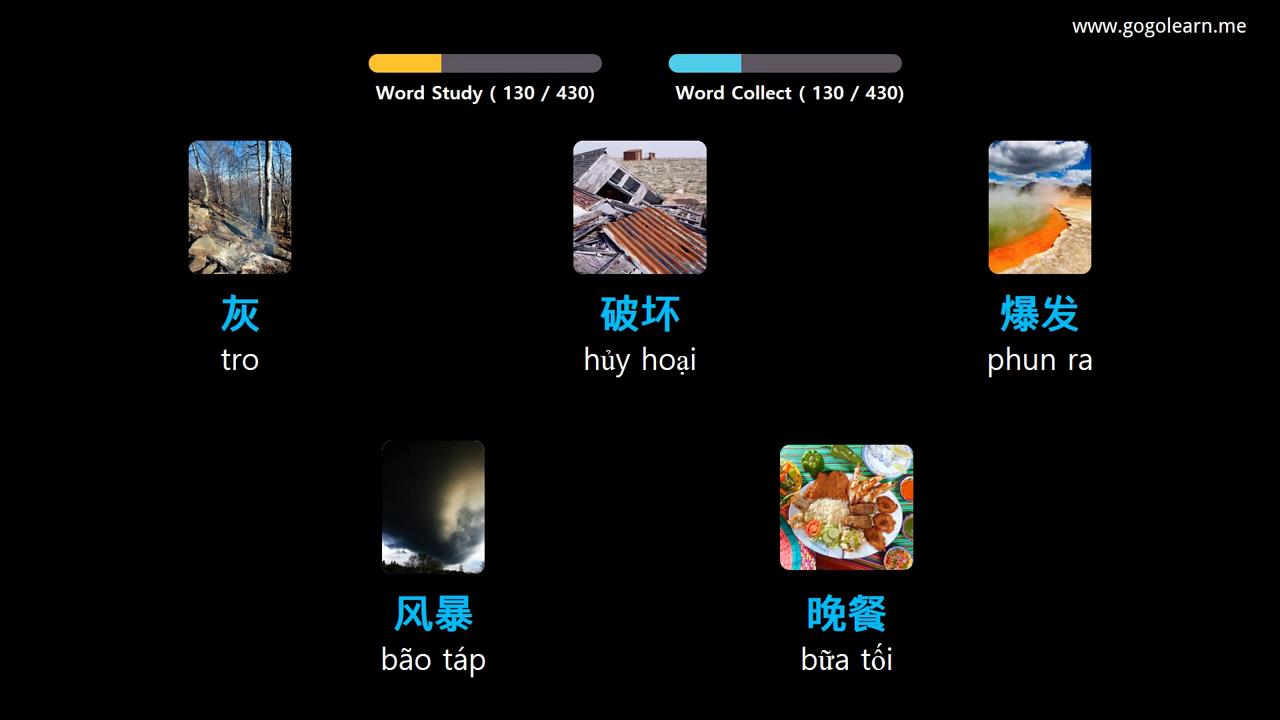 www.gogolearn.me
Word Study ( 130 / 430)
Word Collect ( 130 / 430)
灰
tro
破坏
hủy hoại
爆发
phun ra
风暴
bão táp
晚餐
bữa tối